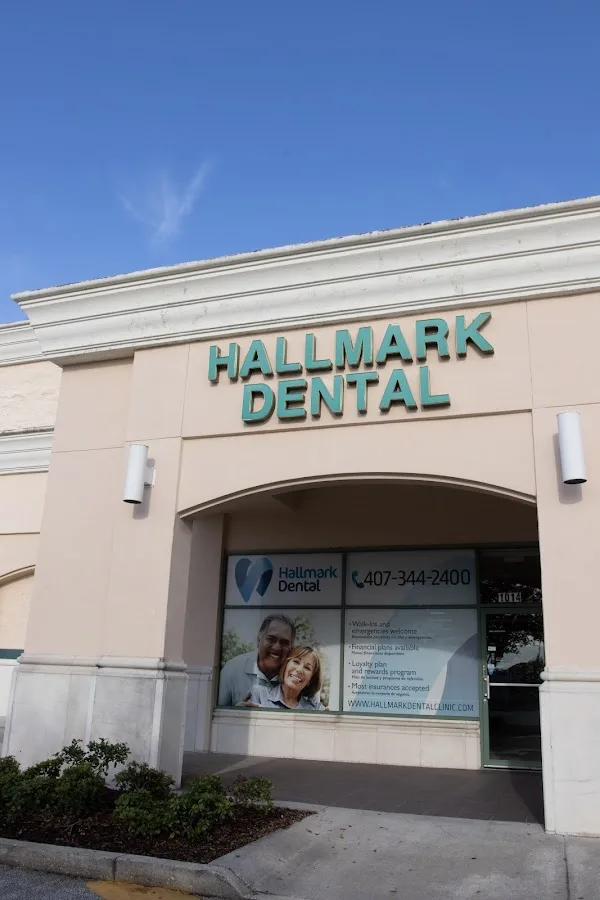 HALLMARK
DENTAL
Hallmark
Dental
407-344-2400
1014
• Walk-ins and
emergencies welcome
• Financial plans available
• Loyalty plan
and rewards program
• Most insurances accepted
WWW.HALLMARKDENTALCLINIC.COM